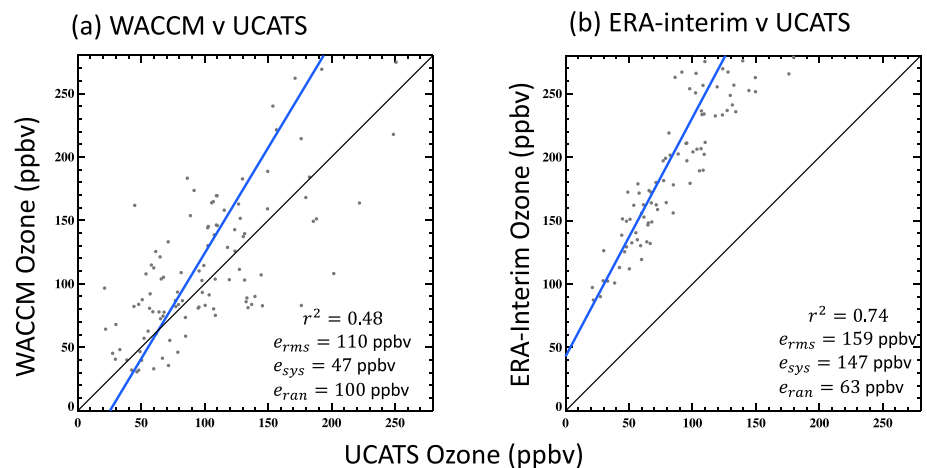 (a) WACCM v UCATS
(b) ERA-interim v UCATS
WACCM Ozone (ppbv)
250
200
150
100
50
0
0 50 100 150 200 250
r² = 0.48
e_rms = 110 ppbv
e_sys = 47 ppbv
e_ran = 100 ppbv
ERA-Interim Ozone (ppbv)
250
200
150
100
50
0
0 50 100 150 200 250
r² = 0.74
e_rms = 159 ppbv
e_sys = 147 ppbv
e_ran = 63 ppbv
UCATS Ozone (ppbv)